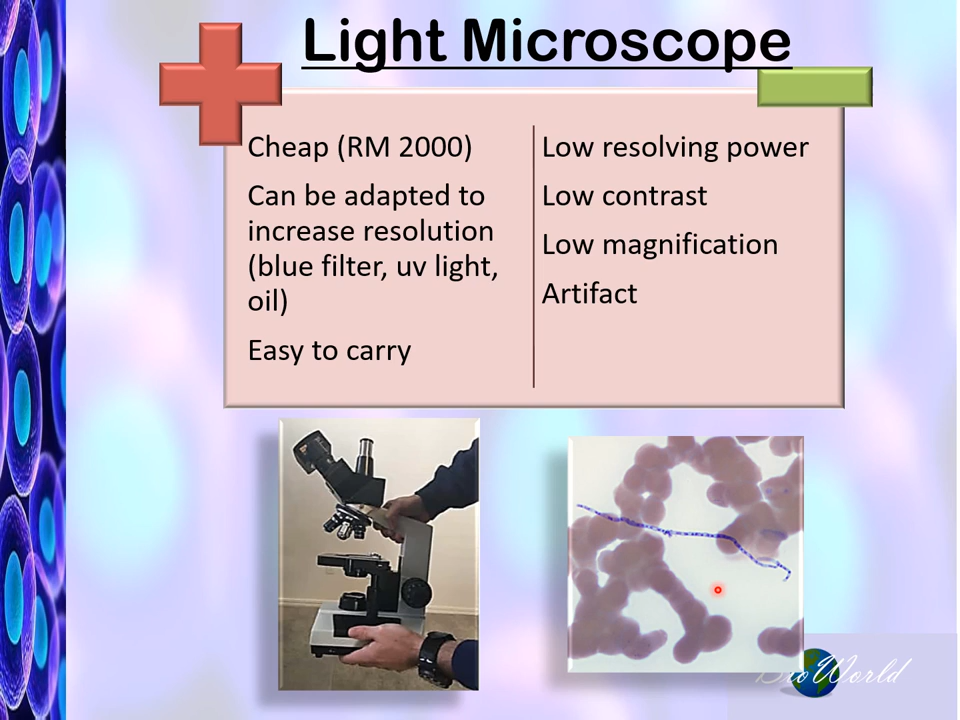 Light Microscope
Cheap (RM 2000)
Can be adapted to
increase resolution
(blue filter, uv light,
oil)
Easy to carry
Low resolving power
Low contrast
Low magnification
Artifact
BioWorld